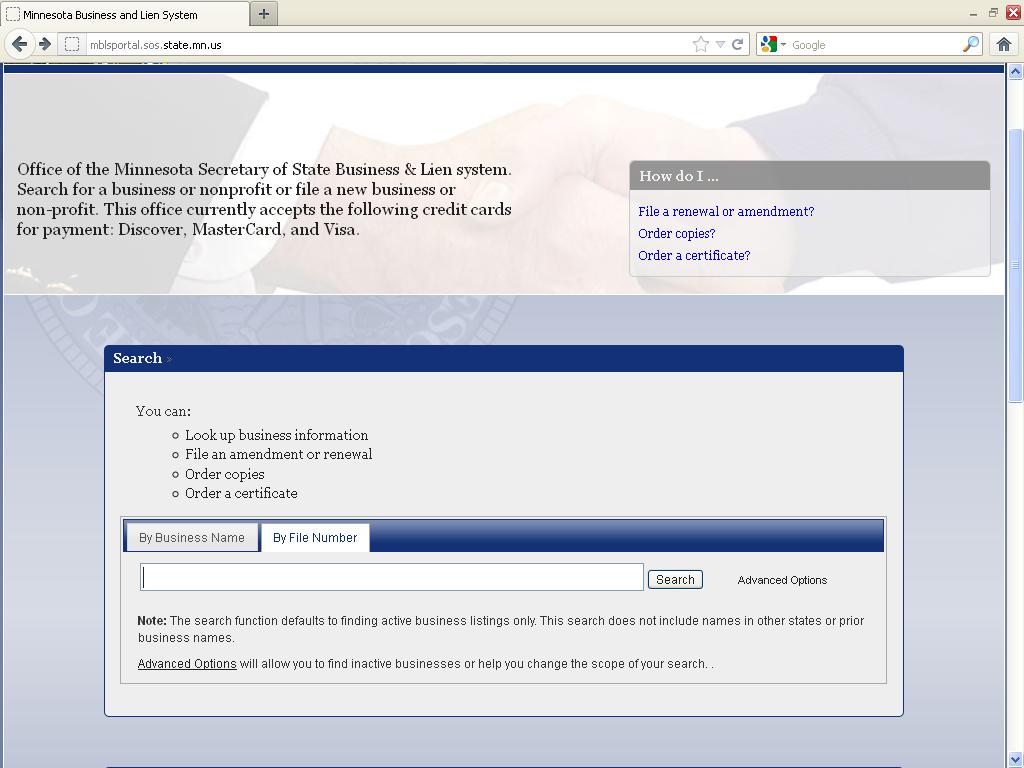 Minnesota Business and Lien System
mblsportal.sos.state.mn.us
Google
Office of the Minnesota Secretary of State Business & Lien system.
Search for a business or nonprofit or file a new business or
non-profit. This office currently accepts the following credit cards
for payment: Discover, MasterCard, and Visa.
How do I ...
File a renewal or amendment?
Order copies?
Order a certificate?
Search »
You can:
Look up business information
File an amendment or renewal
Order copies
Order a certificate
By Business Name
By File Number
Search
Advanced Options
Note: The search function defaults to finding active business listings only. This search does not include names in other states or prior
business names.
Advanced Options will allow you to find inactive businesses or help you change the scope of your search. .